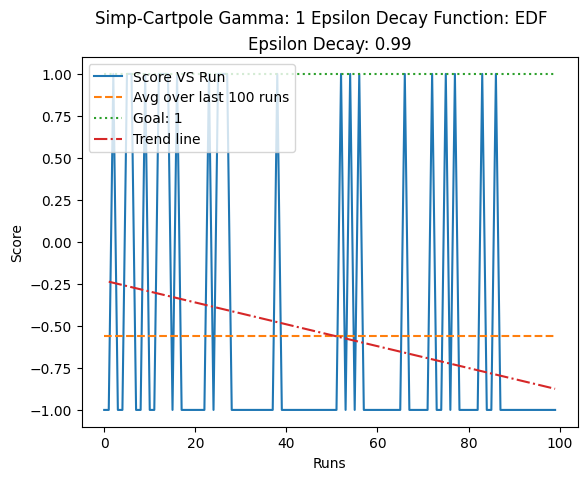 Simp-Cartpole Gamma: 1 Epsilon Decay Function: EDF
Epsilon Decay: 0.99
1.00
0.75
0.50
0.25
0.00
−0.25
−0.50
−0.75
−1.00
Score
Score VS Run
Avg over last 100 runs
Goal: 1
Trend line
0
20
40
60
80
100
Runs